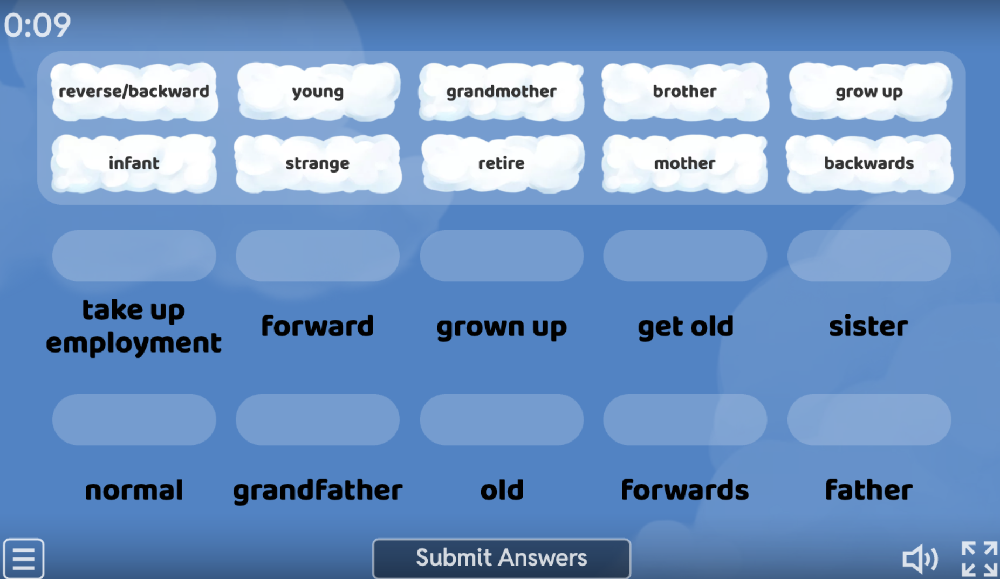 0:09
reverse/backward
young
grandmother
brother
grow up
infant
strange
retire
mother
backwards
take up
employment
forward
grown up
get old
sister
normal
grandfather
old
forwards
father
Submit Answers